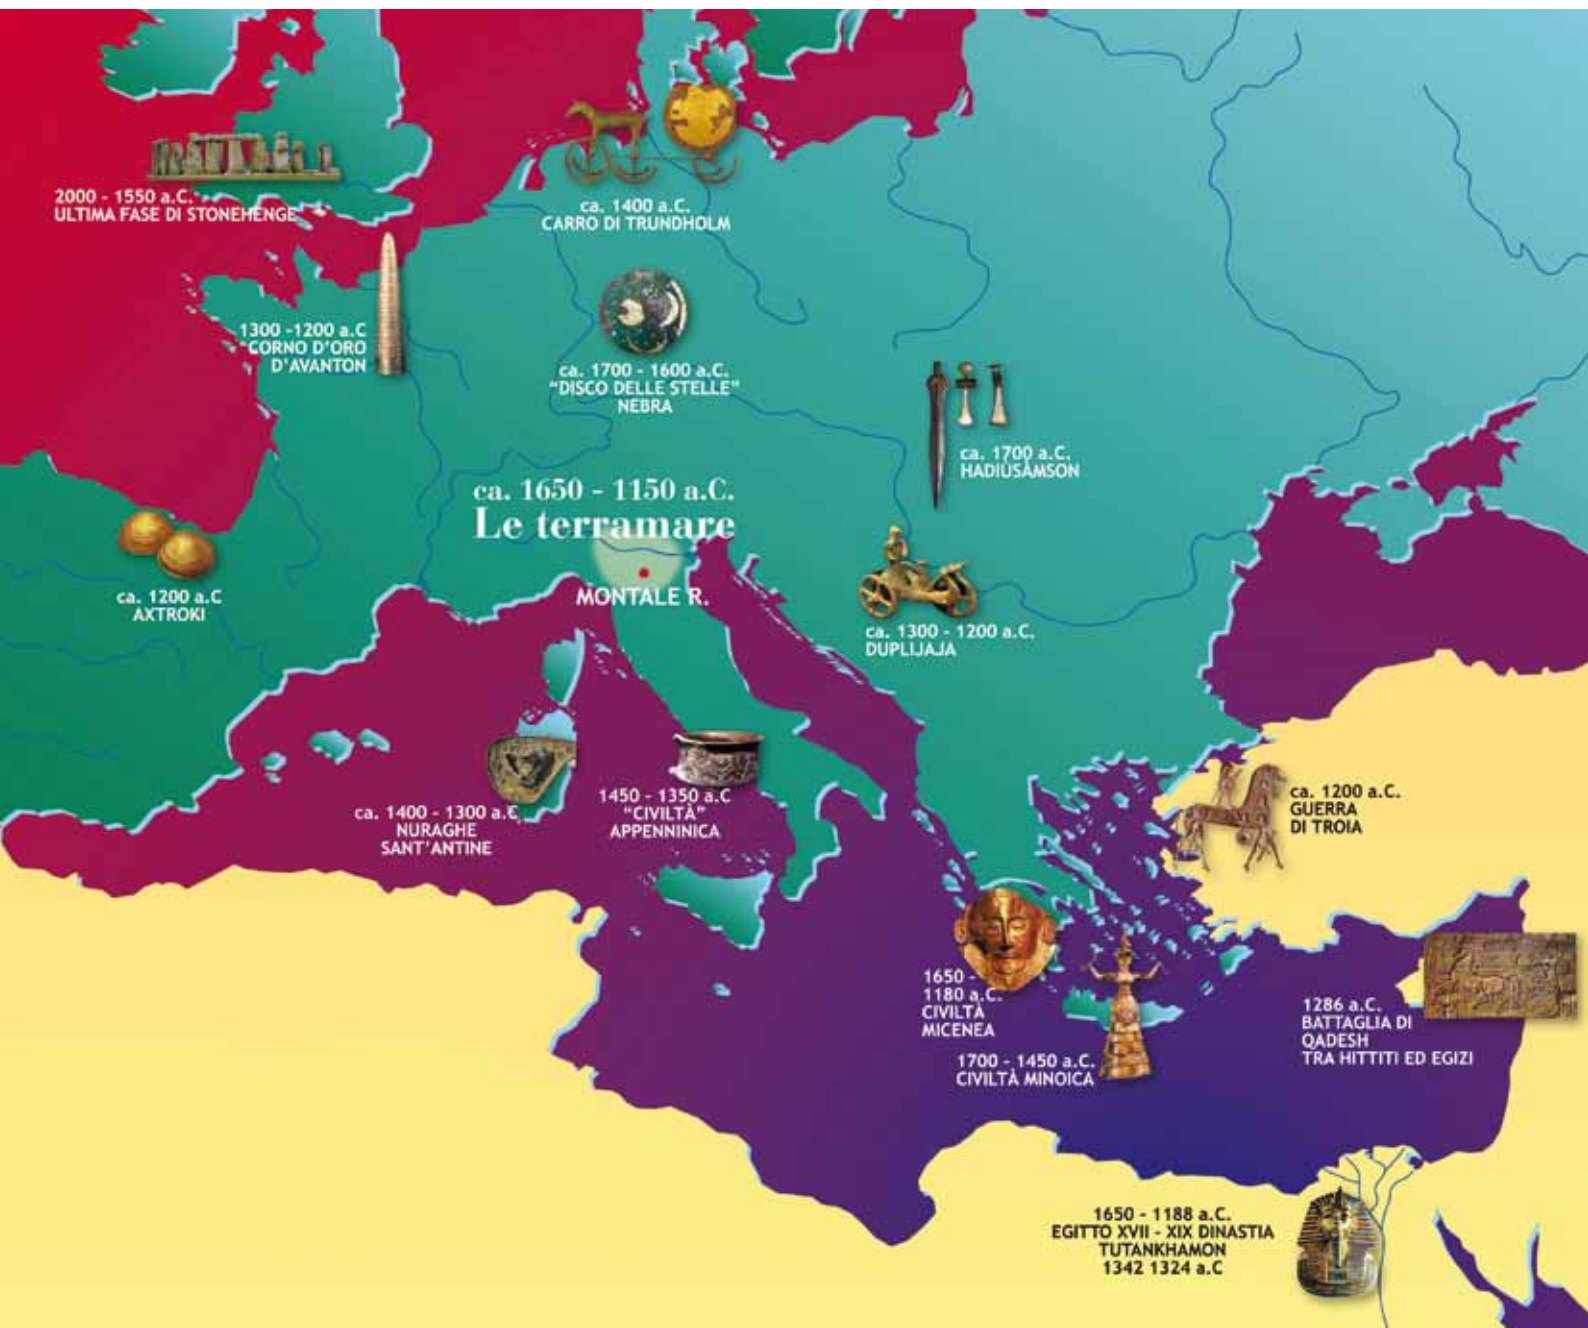 2000 - 1550 a.C.
ULTIMA FASE DI STONEHENGE
ca. 1400 a.C.
CARRO DI TRUNDHOLM
1300 -1200 a.C
"CORNO D'ORO
D'AVANTON
ca. 1700 - 1600 a.C.
"DISCO DELLE STELLE"
NEBRA
ca. 1700 a.C.
HADIÙSÀMSON
ca. 1650 - 1150 a.C.
Le terramare
MONTALE R.
ca. 1200 a.C
AXTROKI
ca. 1300 - 1200 a.C.
DUPLIJAJA
ca. 1400 - 1300 a.C.
NURAGHE
SANT'ANTINE
1450 - 1350 a.C
"CIVILTÀ"
APPENNINICA
ca. 1200 a.C.
GUERRA
DI TROIA
1650 -
1180 a.C.
CIVILTÀ
MICENEA
1700 - 1450 a.C.
CIVILTÀ MINOICA
1286 a.C.
BATTAGLIA DI
QADESH
TRA HITTITI ED EGIZI
1650 - 1188 a.C.
EGITTO XVII - XIX DINASTIA
TUTANKHAMON
1342 1324 a.C